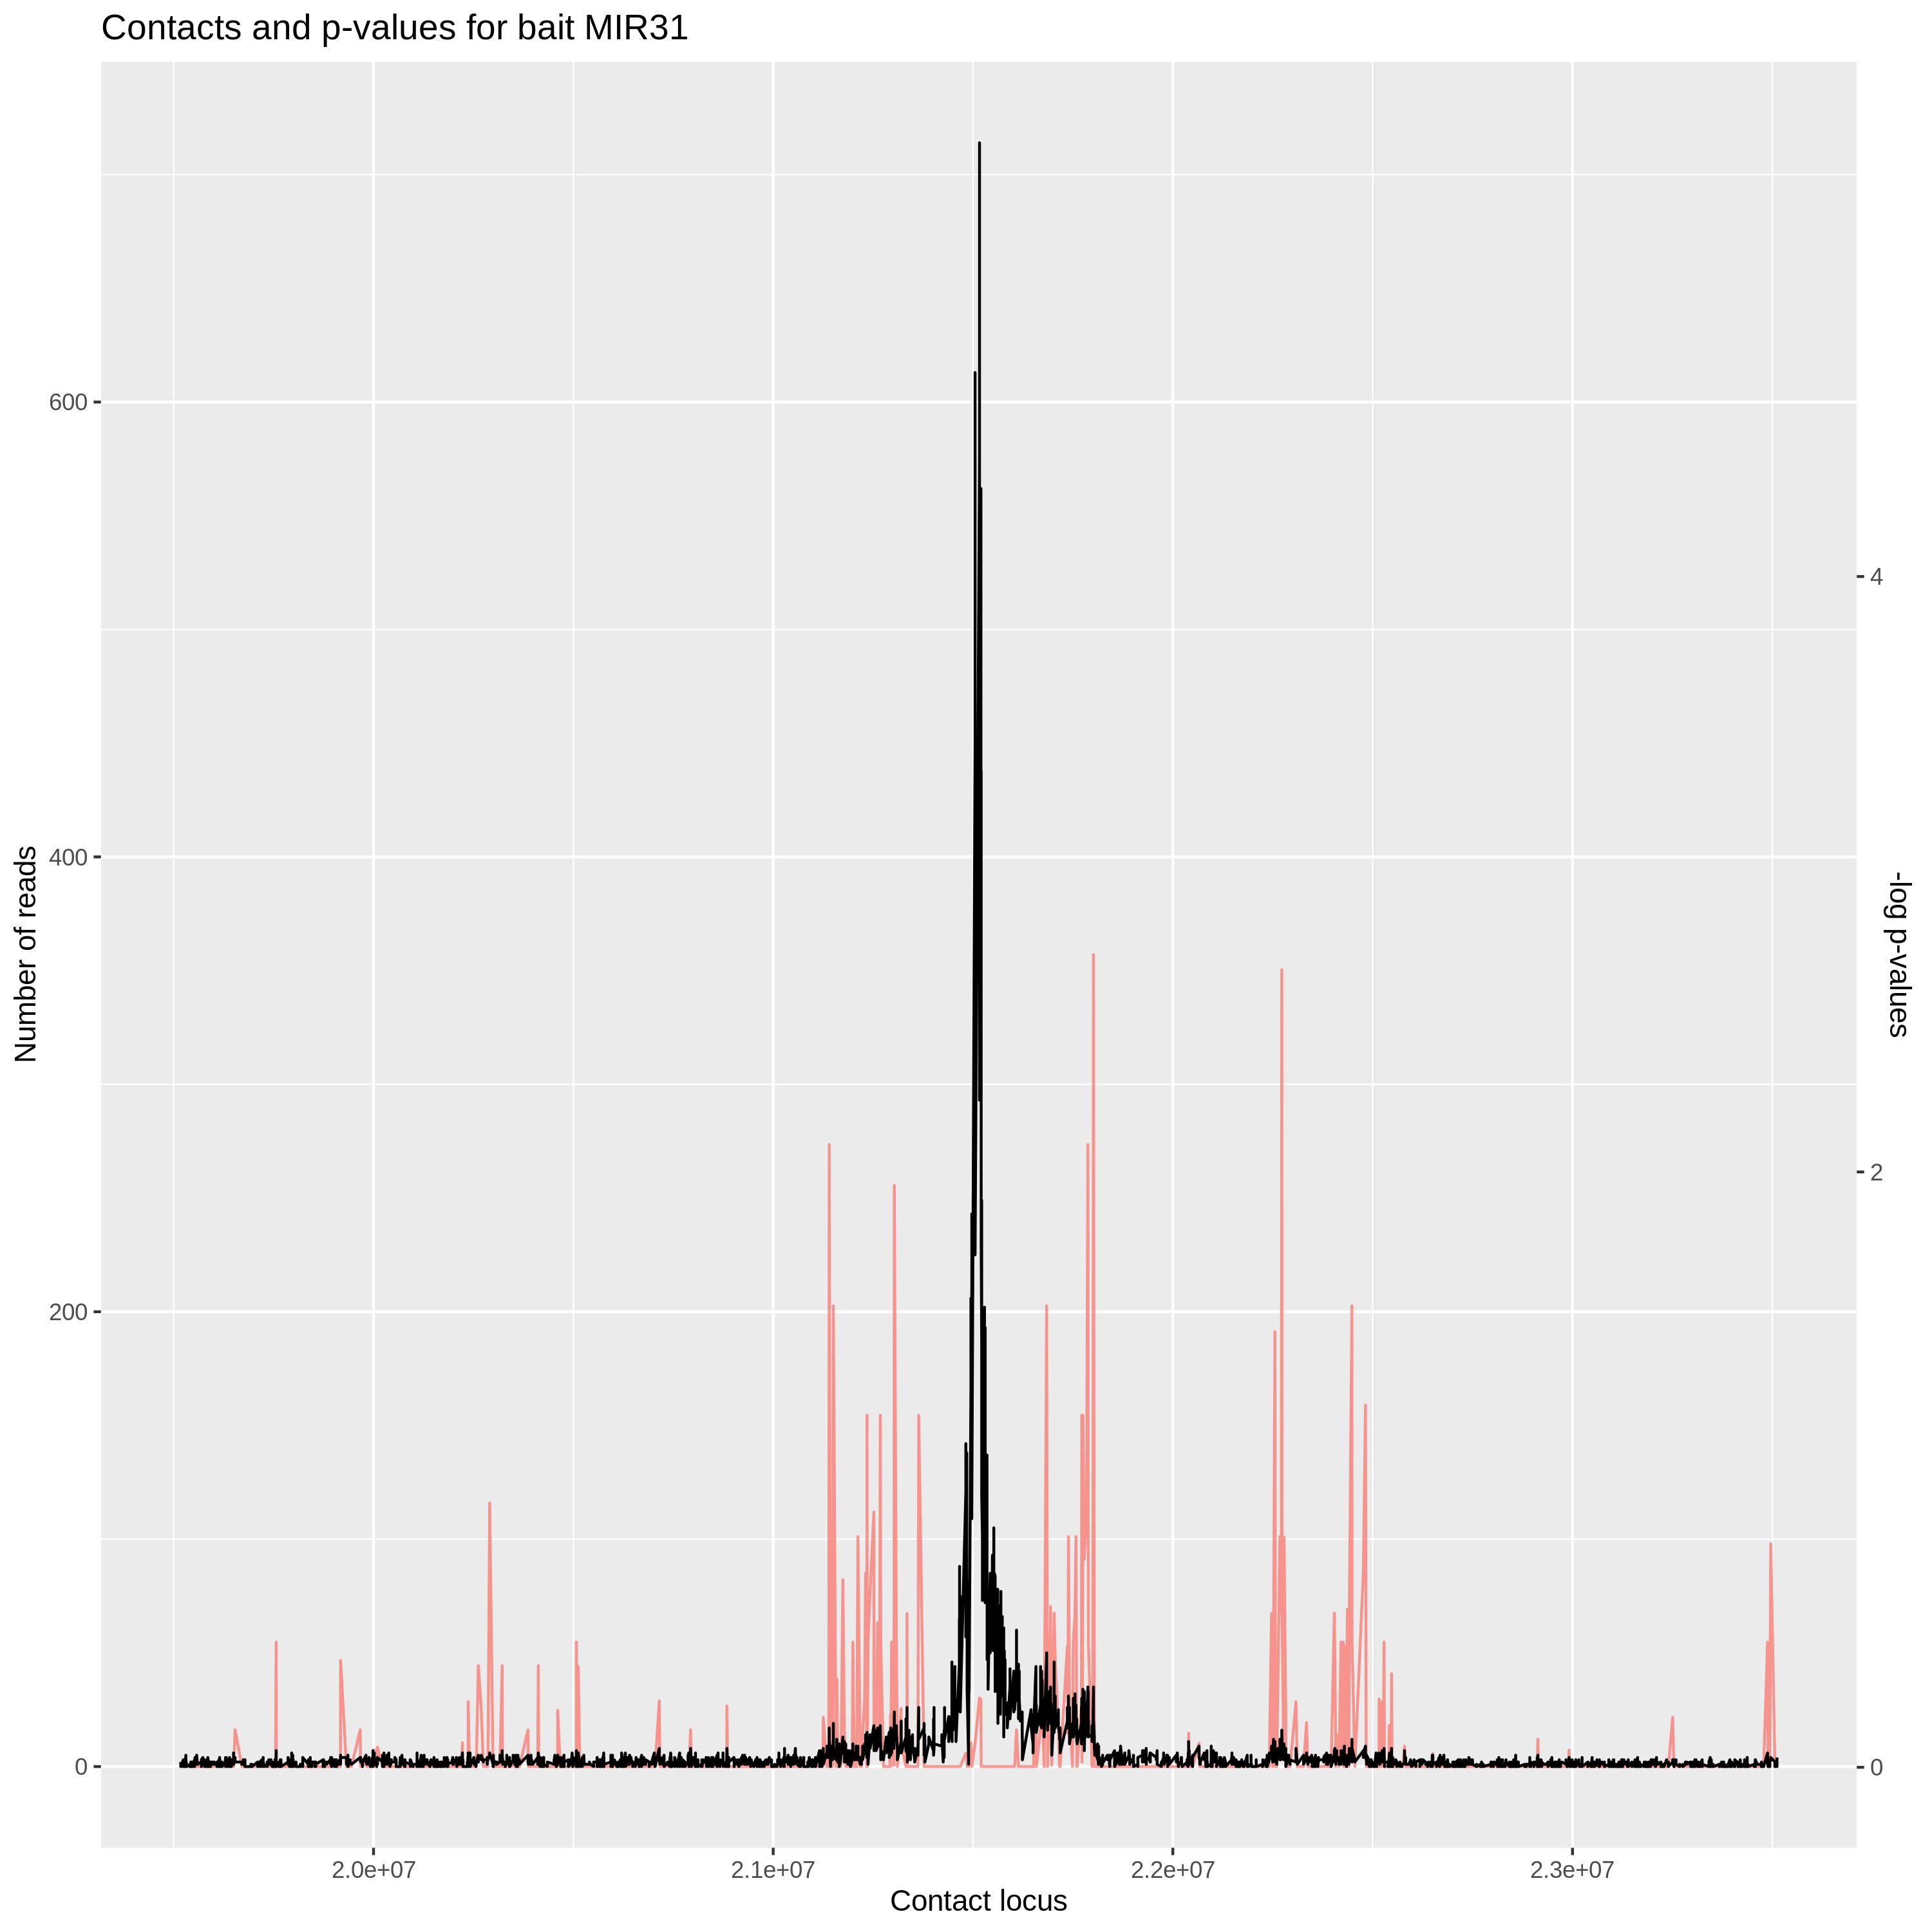 Contacts and p-values for bait MIR31
Number of reads
600
400
200
0
4
2
0
-log p-values
2.0e+07
2.1e+07
2.2e+07
2.3e+07
Contact locus